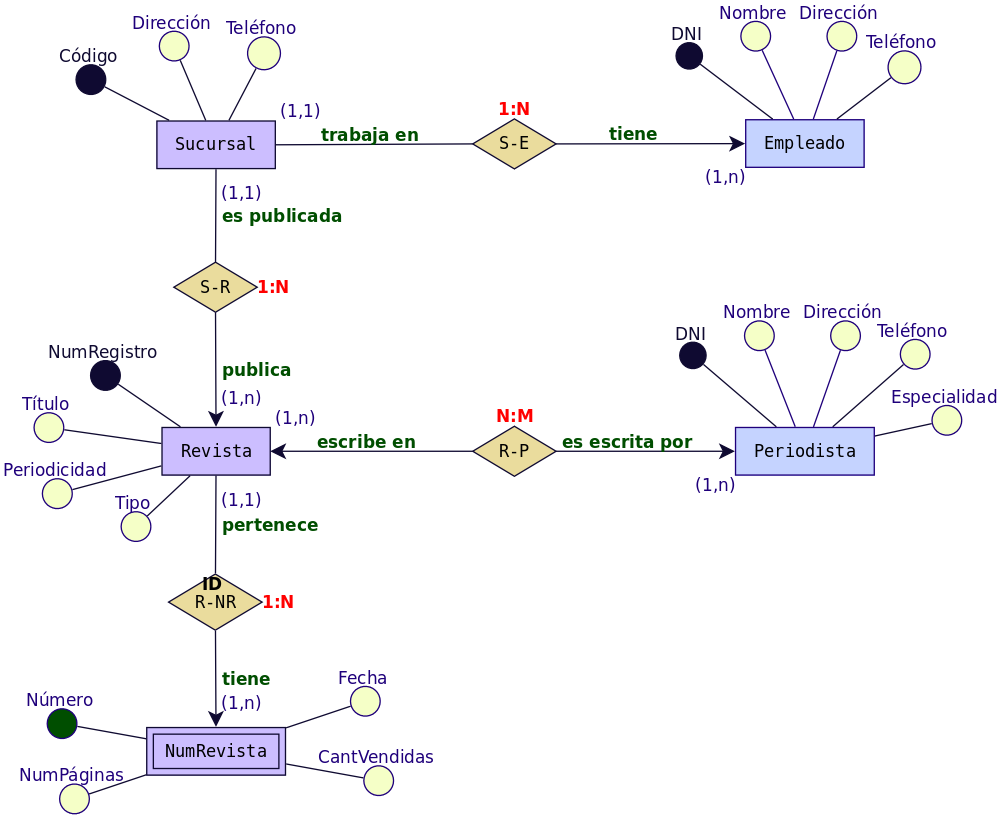 Dirección
Teléfono
Código
Sucursal
(1,1)
trabaja en
1:N
S-E
tiene
Nombre
Dirección
DNI
Teléfono
Empleado
(1,n)
(1,1)
es publicada
S-R
1:N
publica
(1,n)
NumRegistro
Título
Periodicidad
Tipo
Revista
(1,n)
escribe en
N:M
R-P
es escrita por
Nombre
Dirección
DNI
Teléfono
Especialidad
Periodista
(1,n)
(1,1)
pertenece
ID
R-NR
1:N
tiene
(1,n)
Número
Fecha
NumRevista
NumPáginas
CantVendidas